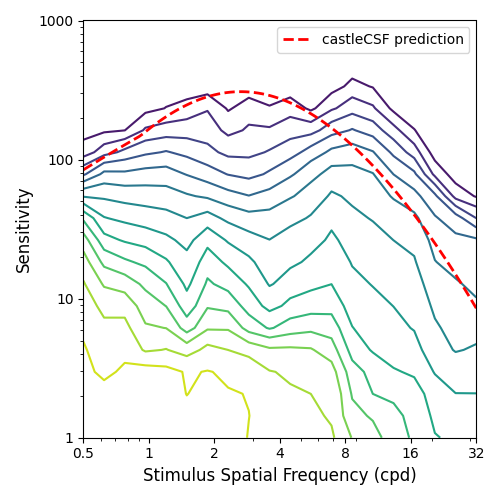 castleCSF prediction
Sensitivity
1000
100
10
1
0.5 1 2 4 8 16 32
Stimulus Spatial Frequency (cpd)